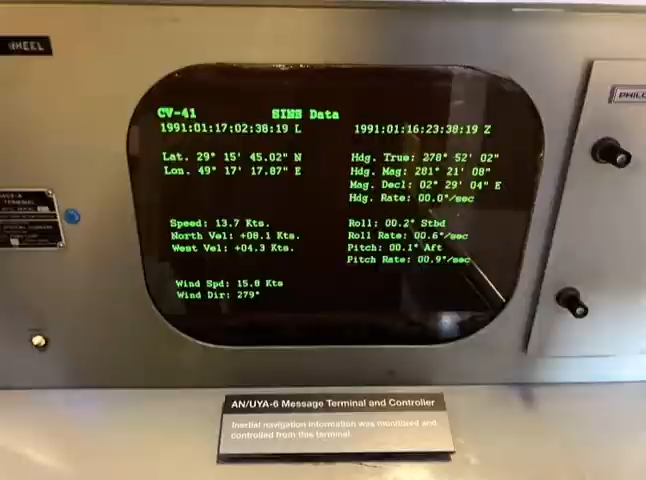 WHEEL
PHILCO
CV-41 SINS Data
1991:01:17:02:38:19 L 1991:01:16:23:38:19 Z
Lat. 29° 15' 45.02" N
Lon. 49° 17' 17.87" E
Hdg. True: 278° 52' 02"
Hdg. Mag: 281° 21' 08"
Mag. Decl: 02° 29' 04" E
Hdg. Rate: 00.0°/sec
Speed: 13.7 Kts.
North Vel: +08.1 Kts.
West Vel: +04.3 Kts.
Roll: 00.2° Stbd
Roll Rate: 00.6°/sec
Pitch: 00.1° Aft
Pitch Rate: 00.9°/sec
Wind Spd: 15.8 Kts
Wind Dir: 279°
AN/UYA-6 Message Terminal and Controller
Inertial navigation information was monitored and
controlled from this terminal.